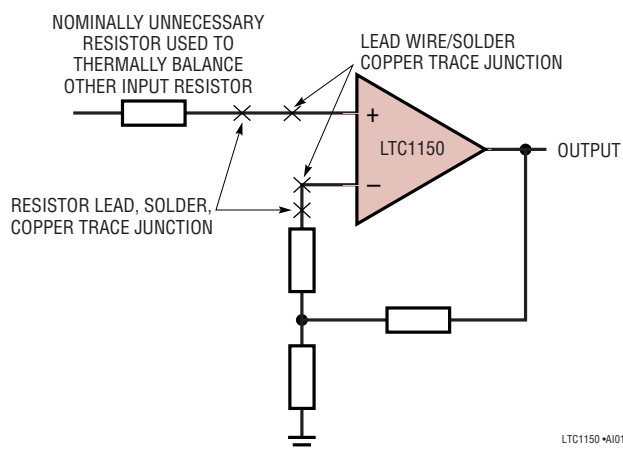 NOMINALLY UNNECESSARY
RESISTOR USED TO
THERMALLY BALANCE
OTHER INPUT RESISTOR
LEAD WIRE/SOLDER
COPPER TRACE JUNCTION
+
LTC1150
–
OUTPUT
RESISTOR LEAD, SOLDER,
COPPER TRACE JUNCTION
LTC1150 •AI01